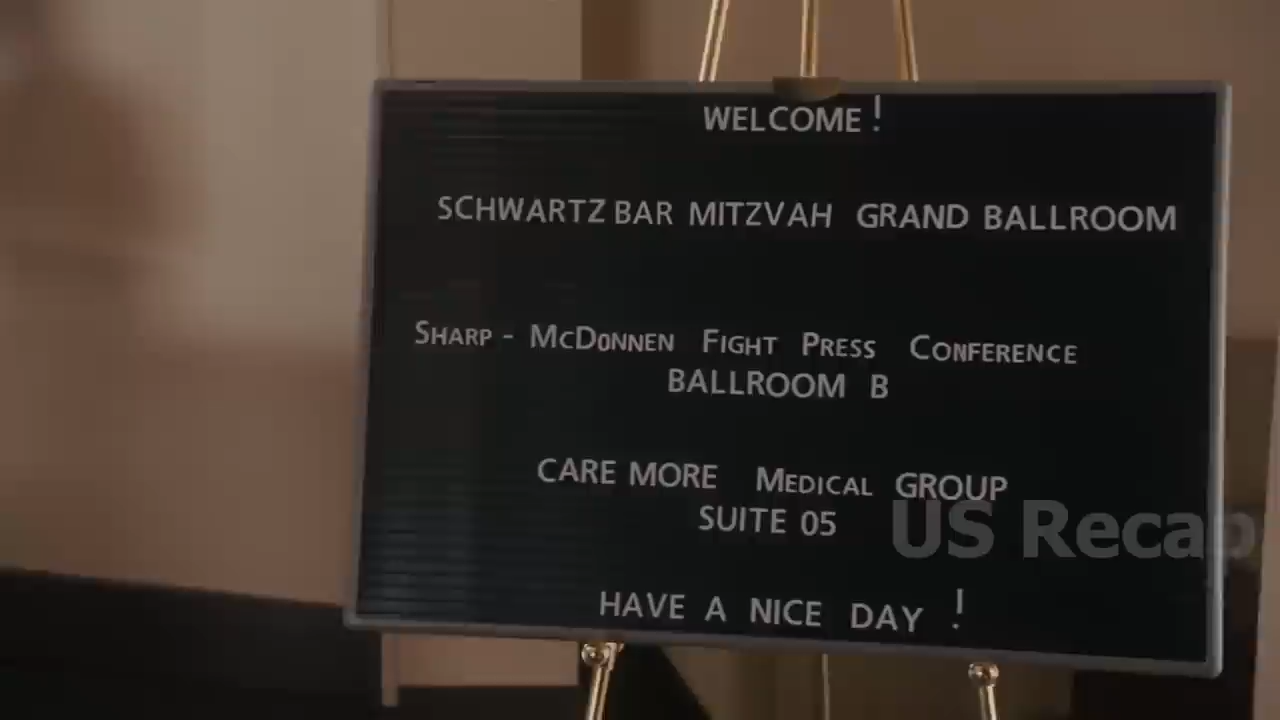 WELCOME!
SCHWARTZ BAR MITZVAH GRAND BALLROOM
SHARP - MCDONNEN FIGHT PRESS CONFERENCE
BALLROOM B
CARE MORE MEDICAL GROUP
SUITE 05
US Recap
HAVE A NICE DAY !